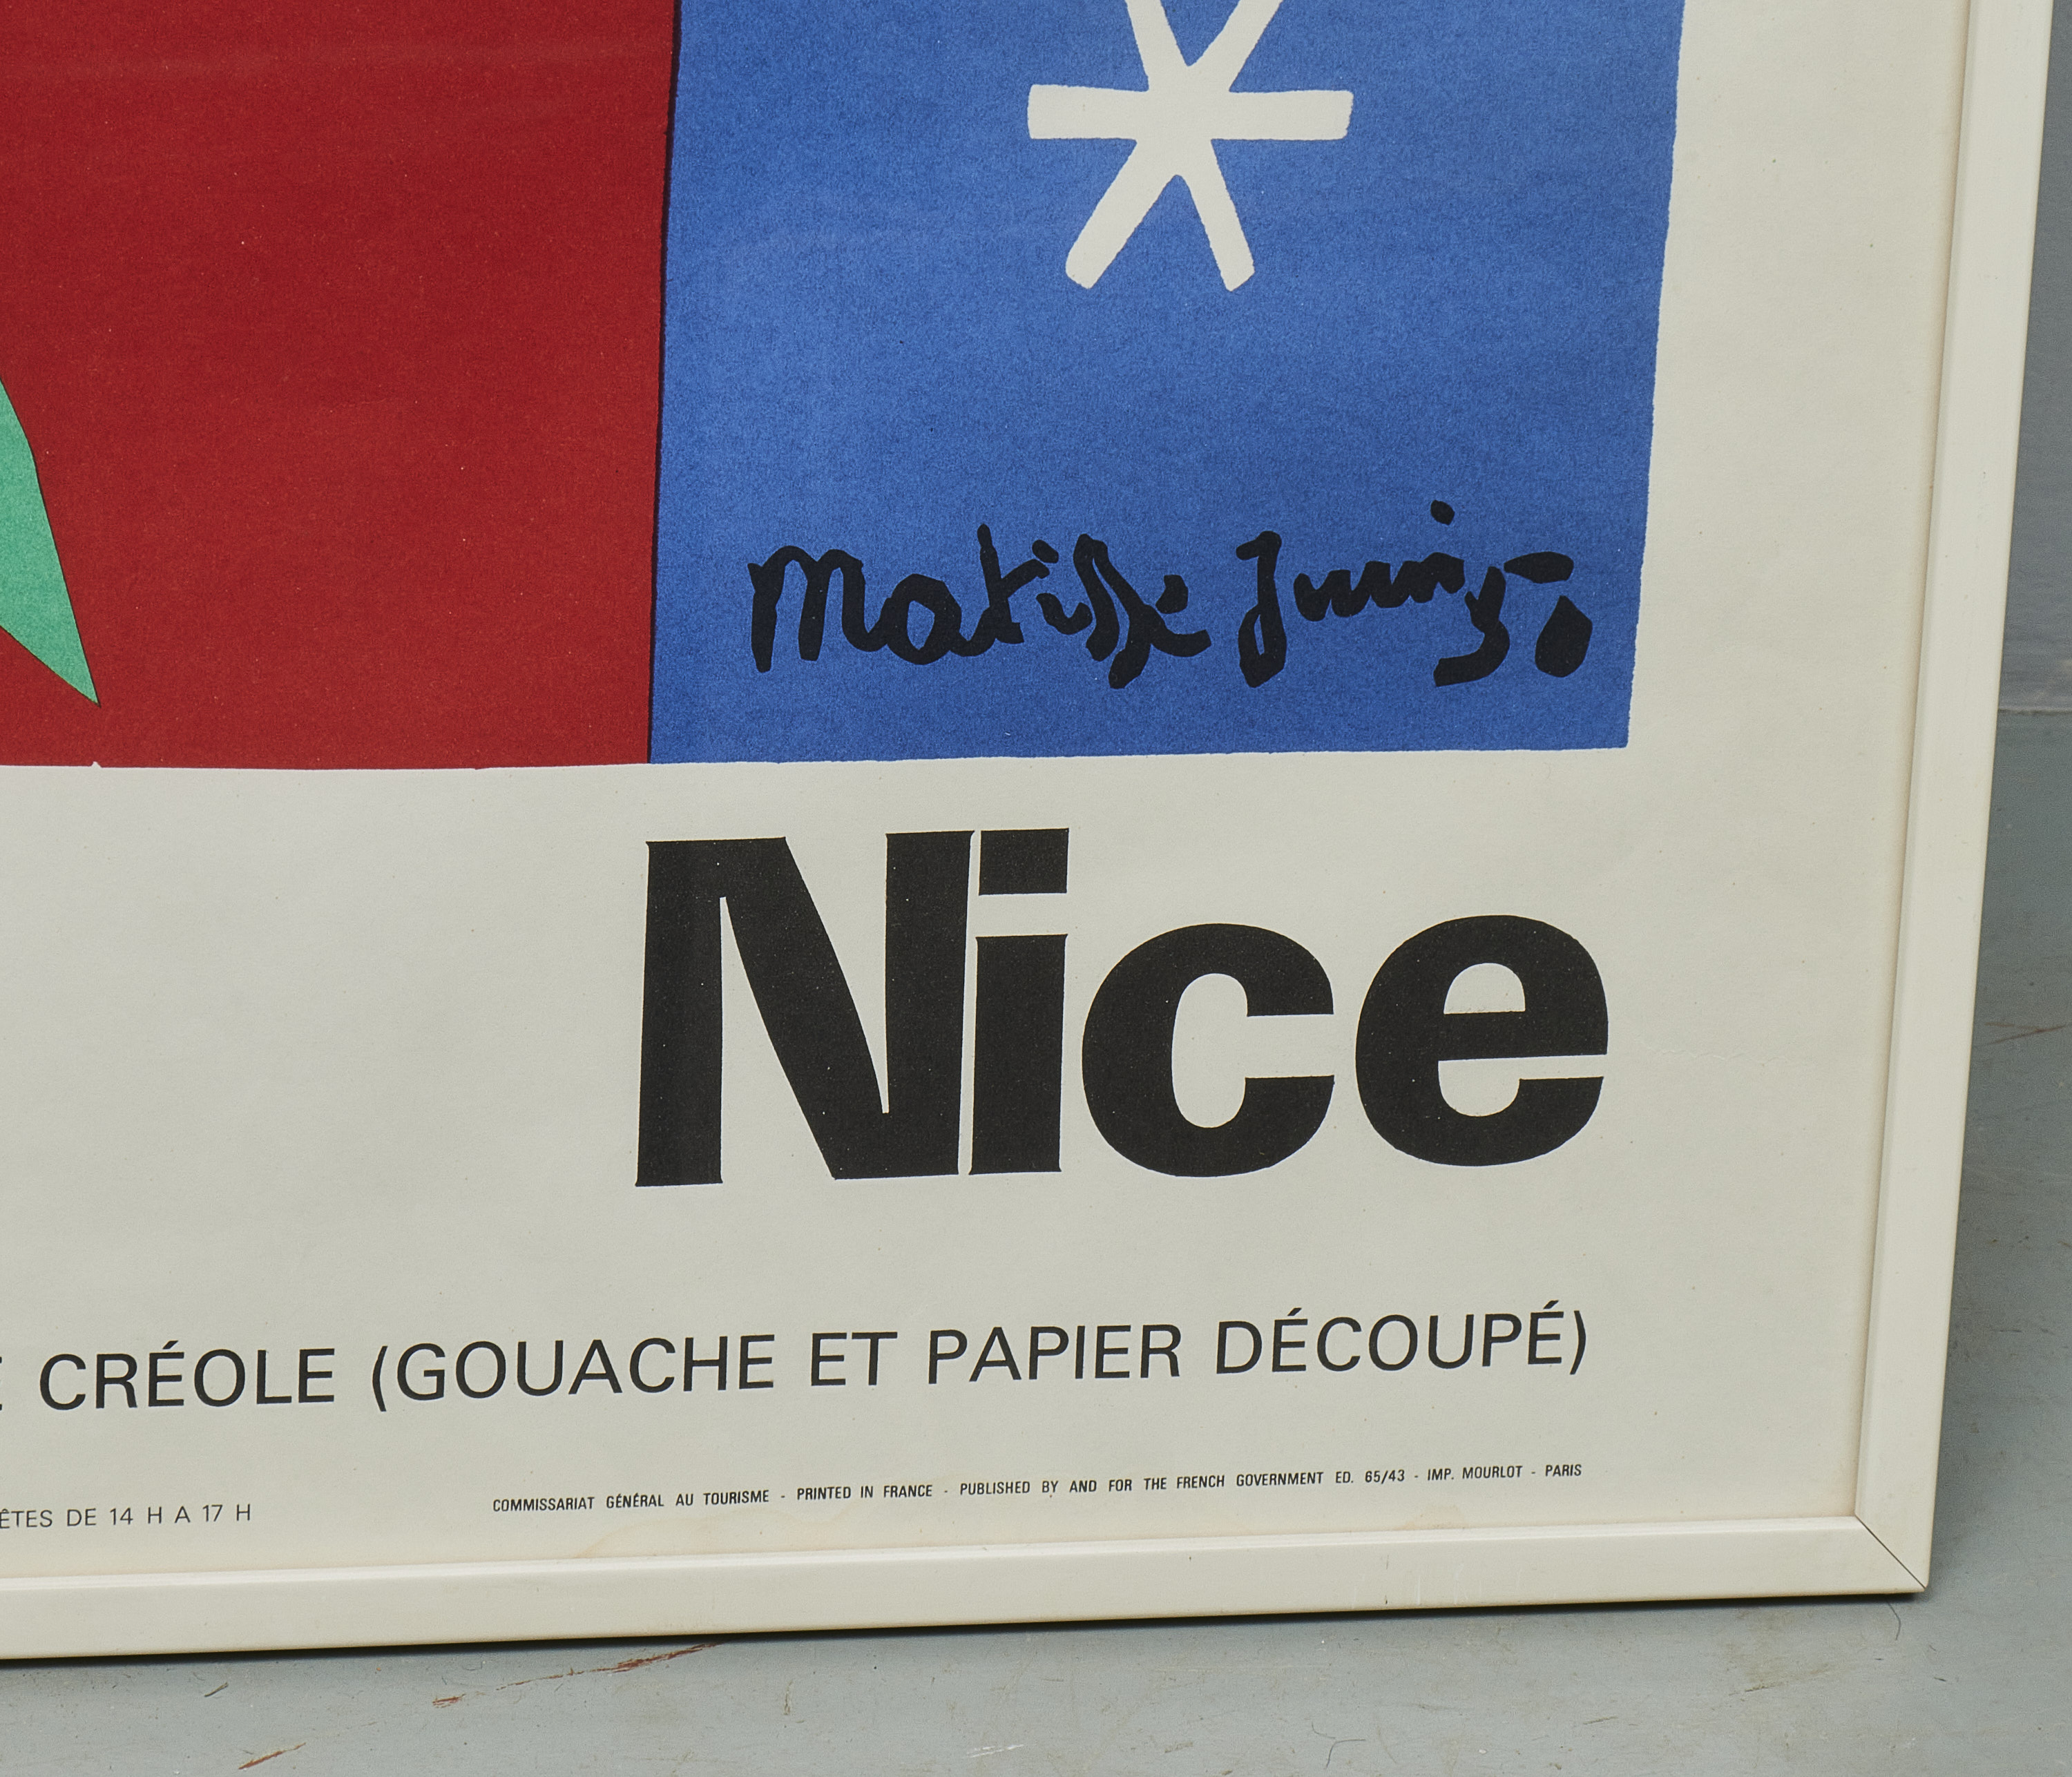 Matisse Juin 50
Nice
CRÉOLE (GOUACHE ET PAPIER DÉCOUPÉ)
COMMISSARIAT GÉNÉRAL AU TOURISME - PRINTED IN FRANCE - PUBLISHED BY AND FOR THE FRENCH GOVERNMENT ED. 65/43 - IMP. MOURLOT - PARIS
ÊTES DE 14 H A 17 H